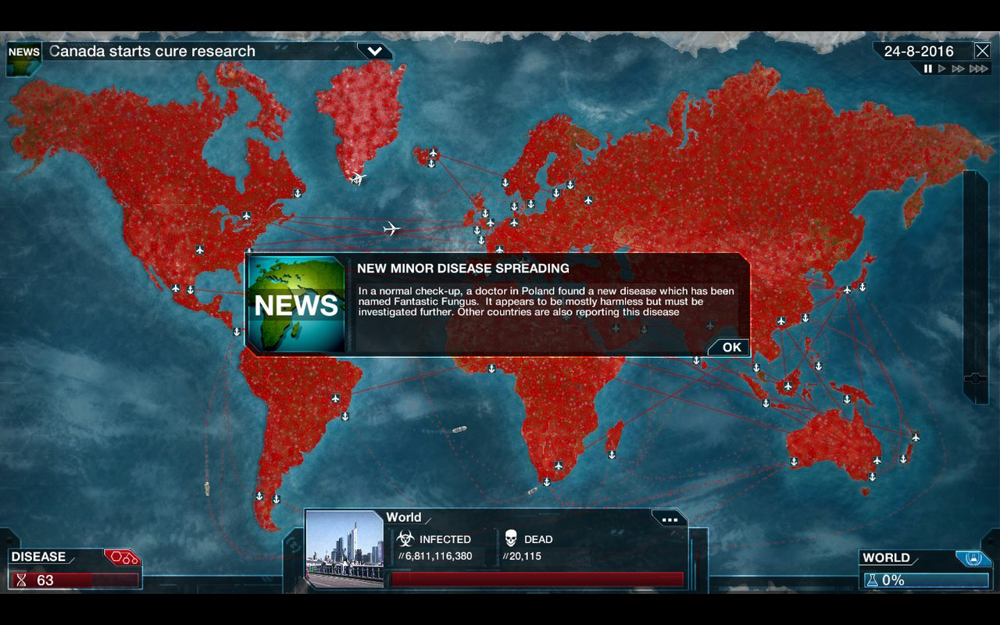 NEWS
Canada starts cure research
24-8-2016
NEWS
NEW MINOR DISEASE SPREADING
In a normal check-up, a doctor in Poland found a new disease which has been
named Fantastic Fungus. It appears to be mostly harmless but must be
investigated further. Other countries are also reporting this disease
OK
World
INFECTED
DEAD
//6,811,116,380
//20,115
DISEASE
63
WORLD
0%